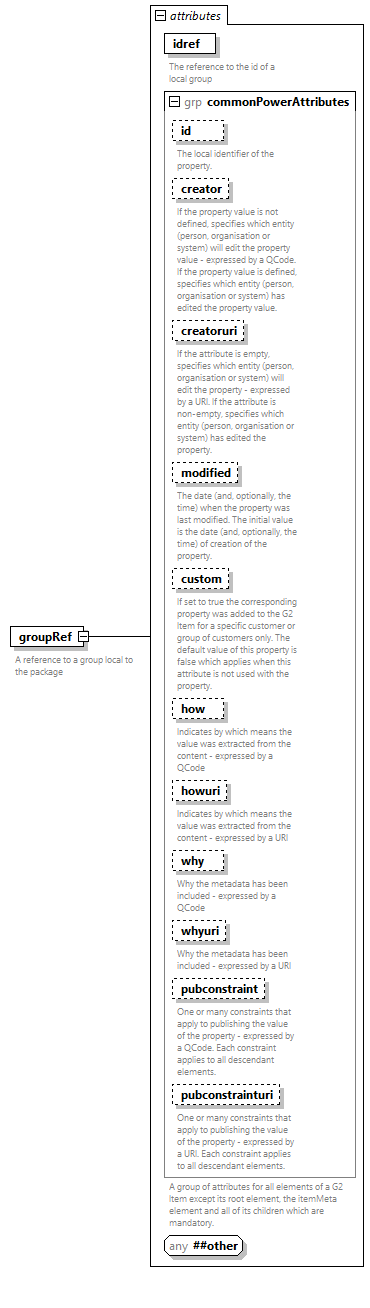 attributes
idref
The reference to the id of a
local group
grp commonPowerAttributes
id
The local identifier of the
property.
creator
If the property value is not
defined, specifies which entity
(person, organisation or
system) will edit the property
value - expressed by a QCode.
If the property value is defined,
specifies which entity (person,
organisation or system) has
edited the property value.
creatoruri
If the attribute is empty,
specifies which entity (person,
organisation or system) will
edit the property - expressed
by a URI. If the attribute is
non-empty, specifies which
entity (person, organisation or
system) has edited the
property.
modified
The date (and, optionally, the
time) when the property was
last modified. The initial value
is the date (and, optionally, the
time) of creation of the
property.
custom
If set to true the corresponding
property was added to the G2
Item for a specific customer or
group of customers only. The
default value of this property is
false which applies when this
attribute is not used with the
property.
groupRef
A reference to a group local to
the package
how
Indicates by which means the
value was extracted from the
content - expressed by a
QCode
howuri
Indicates by which means the
value was extracted from the
content - expressed by a URI
why
Why the metadata has been
included - expressed by a
QCode
whyuri
Why the metadata has been
included - expressed by a URI
pubconstraint
One or many constraints that
apply to publishing the value
of the property - expressed by
a QCode. Each constraint
applies to all descendant
elements.
pubconstrainturi
One or many constraints that
apply to publishing the value
of the property - expressed by
a URI. Each constraint applies
to all descendant elements.
A group of attributes for all elements of a G2
Item except its root element, the itemMeta
element and all of its children which are
mandatory.
any ##other